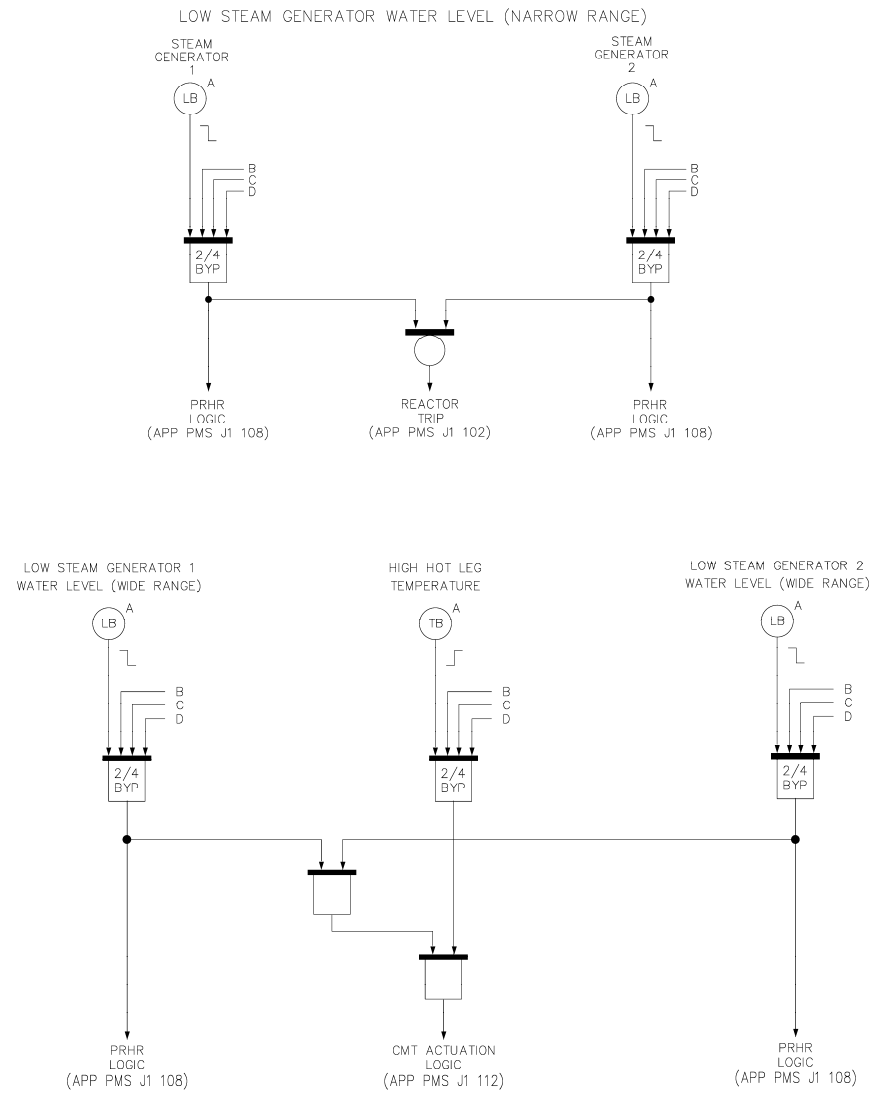 LOW STEAM GENERATOR WATER LEVEL (NARROW RANGE)
STEAM
GENERATOR
1
A
LB
B
C
D
2/4
BYP
STEAM
GENERATOR
2
A
LB
B
C
D
2/4
BYP
PRHR
LOGIC
(APP PMS J1 108)
REACTOR
TRIP
(APP PMS J1 102)
PRHR
LOGIC
(APP PMS J1 108)
LOW STEAM GENERATOR 1
WATER LEVEL (WIDE RANGE)
A
LB
B
C
D
2/4
BYP
HIGH HOT LEG
TEMPERATURE
A
TB
B
C
D
2/4
BYP
LOW STEAM GENERATOR 2
WATER LEVEL (WIDE RANGE)
A
LB
B
C
D
2/4
BYP
PRHR
LOGIC
(APP PMS J1 108)
CMT ACTUATION
LOGIC
(APP PMS J1 112)
PRHR
LOGIC
(APP PMS J1 108)